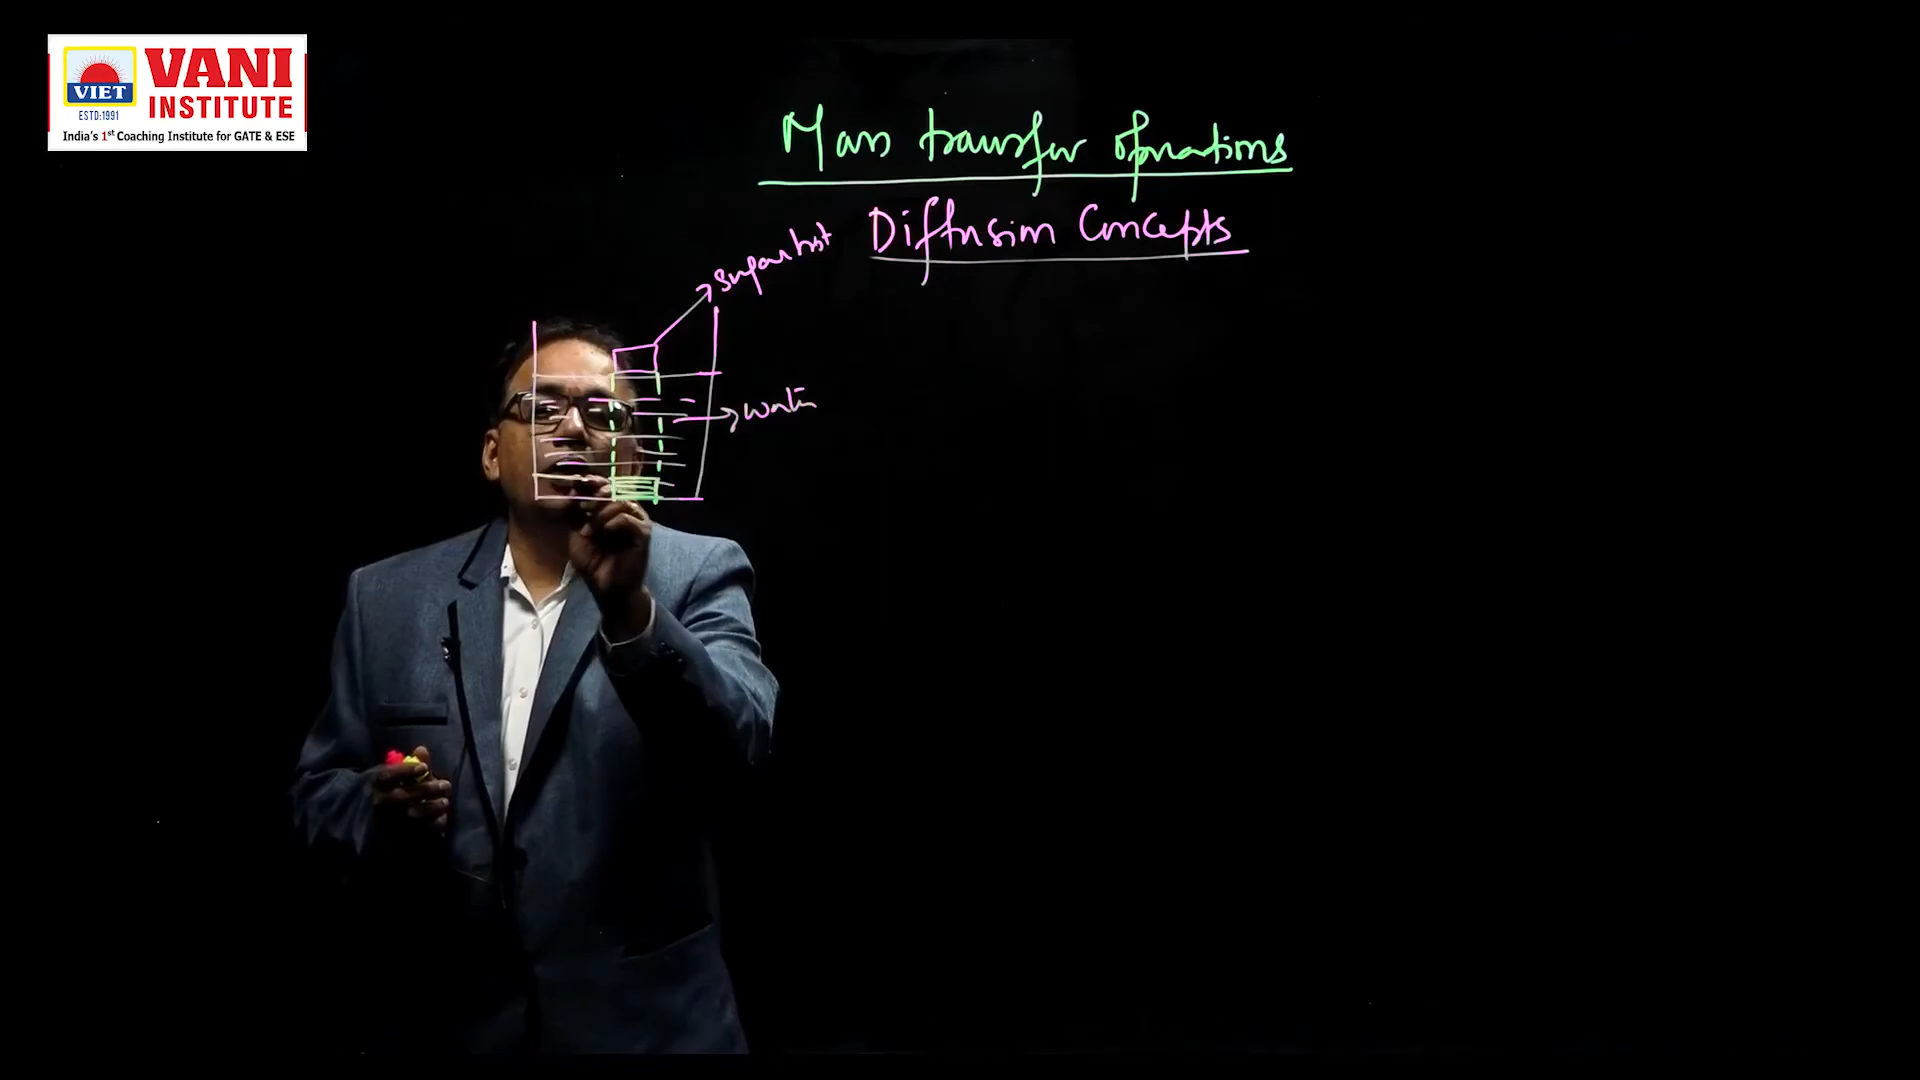 VANI
INSTITUTE
VIET
ESTD:1991
India's 1st Coaching Institute for GATE & ESE
Mass transfer operations
Diffusion Concepts
Sugar
Water